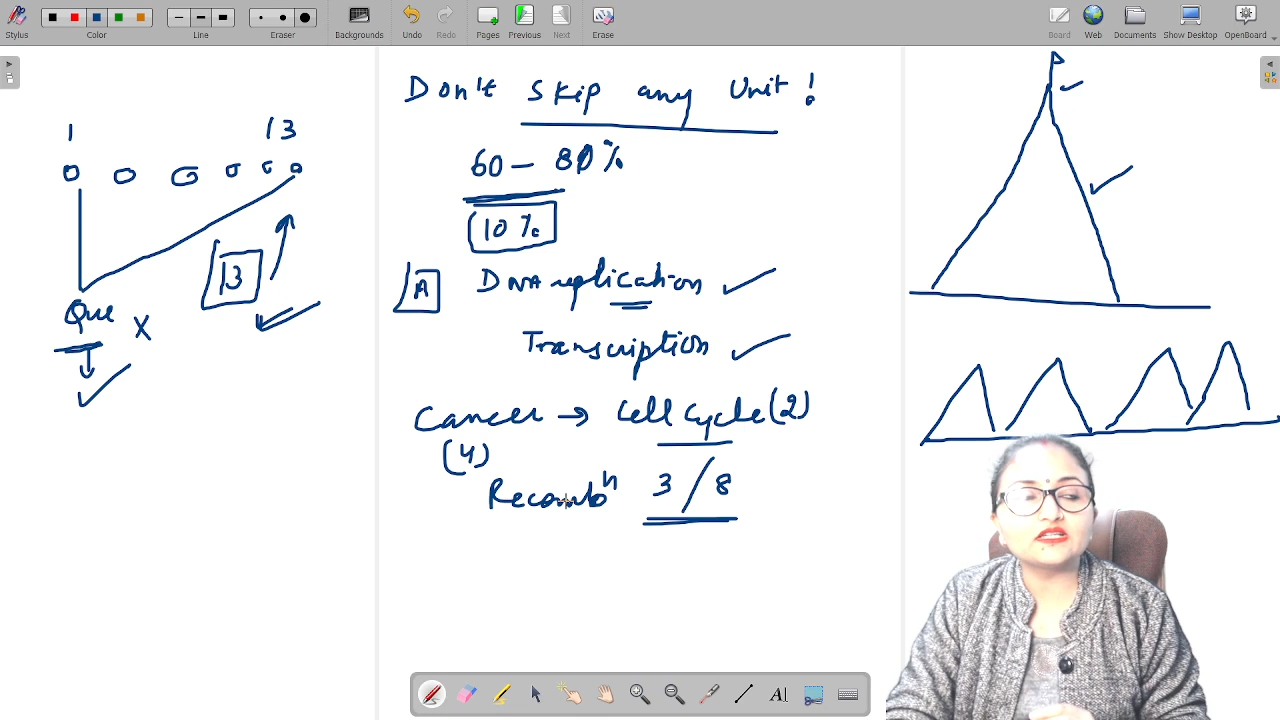 Stylus Color Line Eraser Backgrounds Undo Redo Pages Previous Next Erase Board Web Documents Show Desktop OpenBoard
1 13
Que X
13
Don't Skip any Unit!
60 – 80%
10%
A DNA replication
Transcription
Cancer → Cell Cycle (2)
(4)
Recombⁿ 3/8